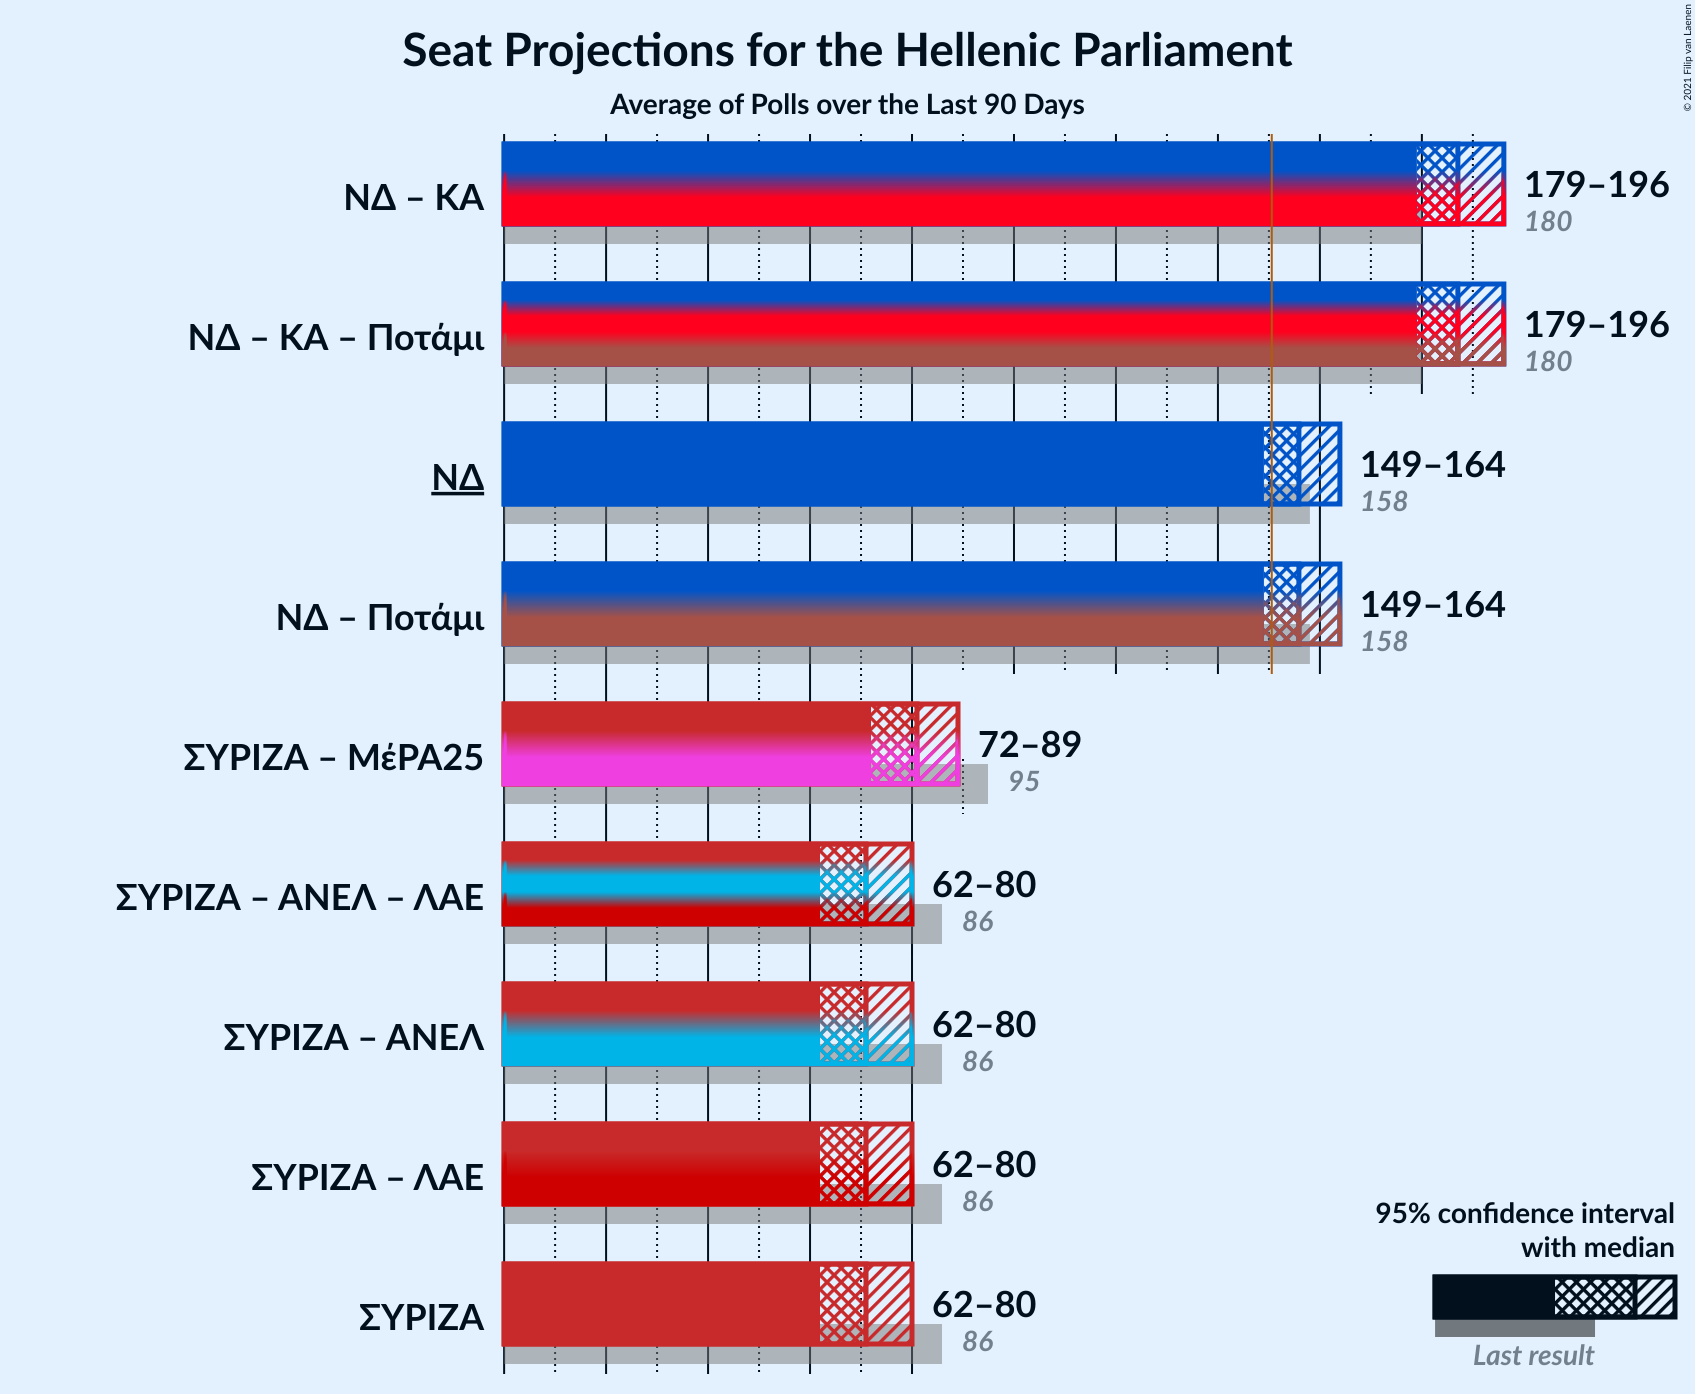 Seat Projections for the Hellenic Parliament
Average of Polls over the Last 90 Days
© 2021 Filip van Laenen
ΝΔ – ΚΑ
179–196
180
ΝΔ – ΚΑ – Ποτάμι
179–196
180
ΝΔ
149–164
158
ΝΔ – Ποτάμι
149–164
158
ΣΥΡΙΖΑ – ΜέΡΑ25
72–89
95
ΣΥΡΙΖΑ – ΑΝΕΛ – ΛΑΕ
62–80
86
ΣΥΡΙΖΑ – ΑΝΕΛ
62–80
86
ΣΥΡΙΖΑ – ΛΑΕ
62–80
86
ΣΥΡΙΖΑ
62–80
86
95% confidence interval
with median
Last result